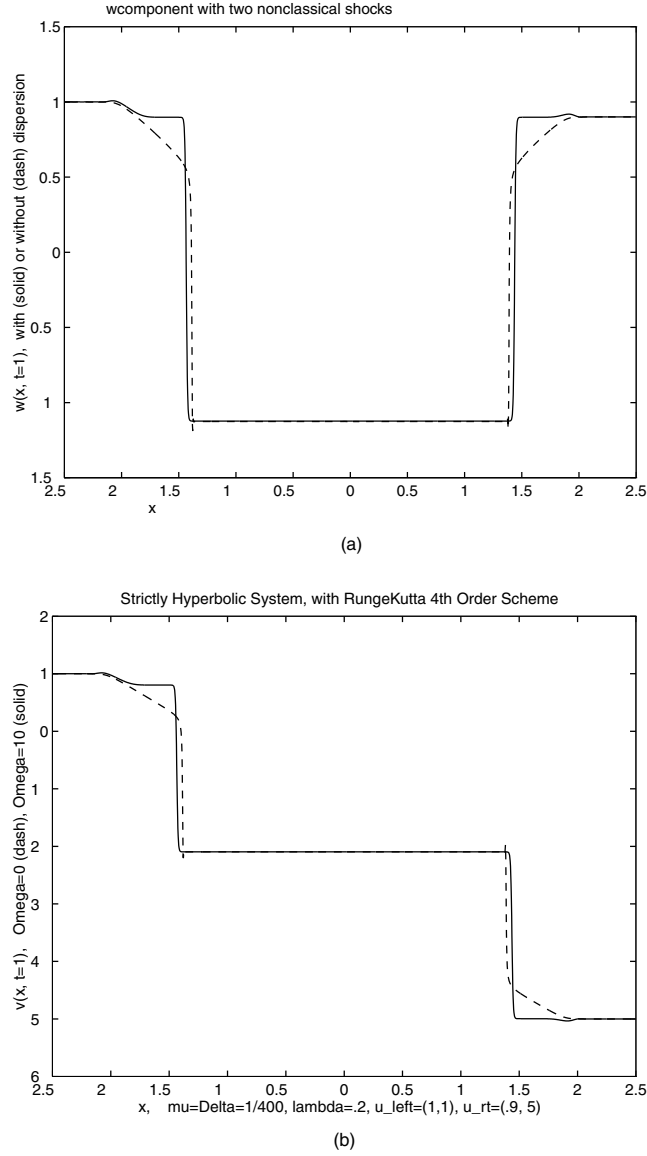 wcomponent with two nonclassical shocks
1.5
1
0.5
0
0.5
1
1.5
w(x, t=1), with (solid) or without (dash) dispersion
2.5 2 1.5 1 0.5 0 0.5 1 1.5 2 2.5
x
(a)
Strictly Hyperbolic System, with RungeKutta 4th Order Scheme
2
1
0
1
2
3
4
5
6
v(x, t=1), Omega=0 (dash), Omega=10 (solid)
2.5 2 1.5 1 0.5 0 0.5 1 1.5 2 2.5
x, mu=Delta=1/400, lambda=.2, u_left=(1,1), u_rt=(.9, 5)
(b)